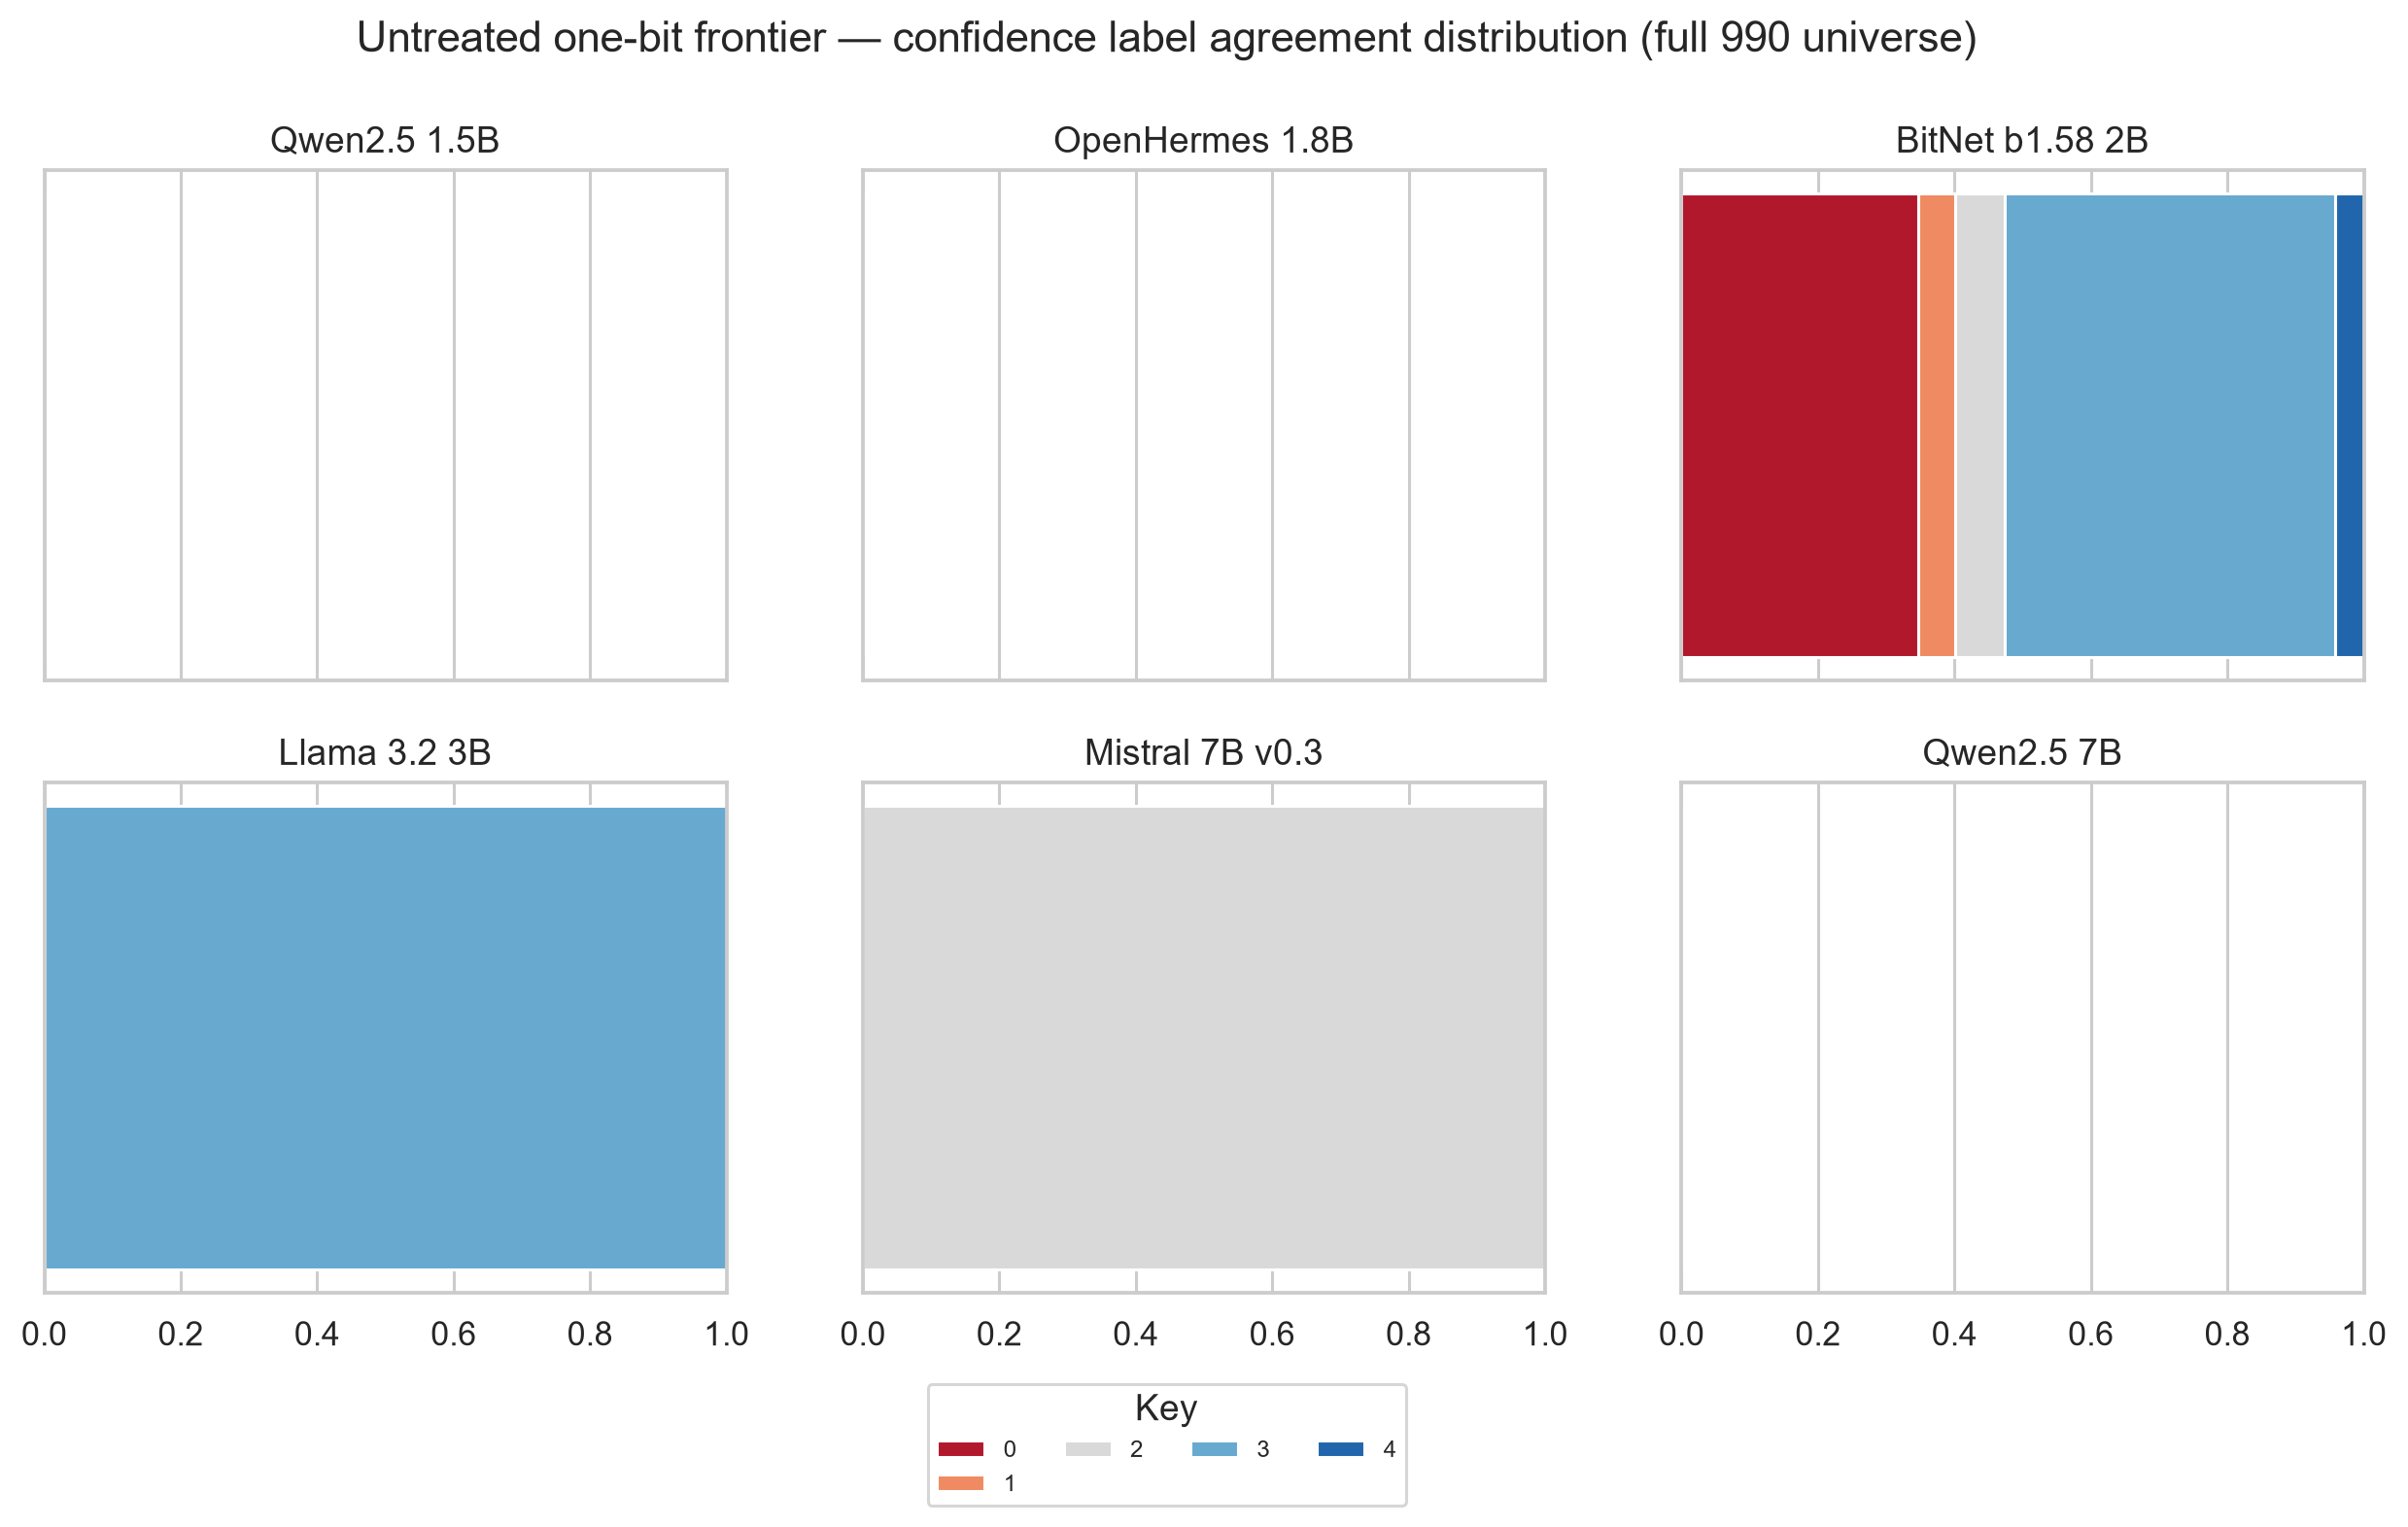 Untreated one-bit frontier — confidence label agreement distribution (full 990 universe)
Qwen2.5 1.5B
OpenHermes 1.8B
BitNet b1.58 2B
Llama 3.2 3B
Mistral 7B v0.3
Qwen2.5 7B
0.0 0.2 0.4 0.6 0.8 1.0
0.0 0.2 0.4 0.6 0.8 1.0
0.0 0.2 0.4 0.6 0.8 1.0
Key
0 2 3 4
1